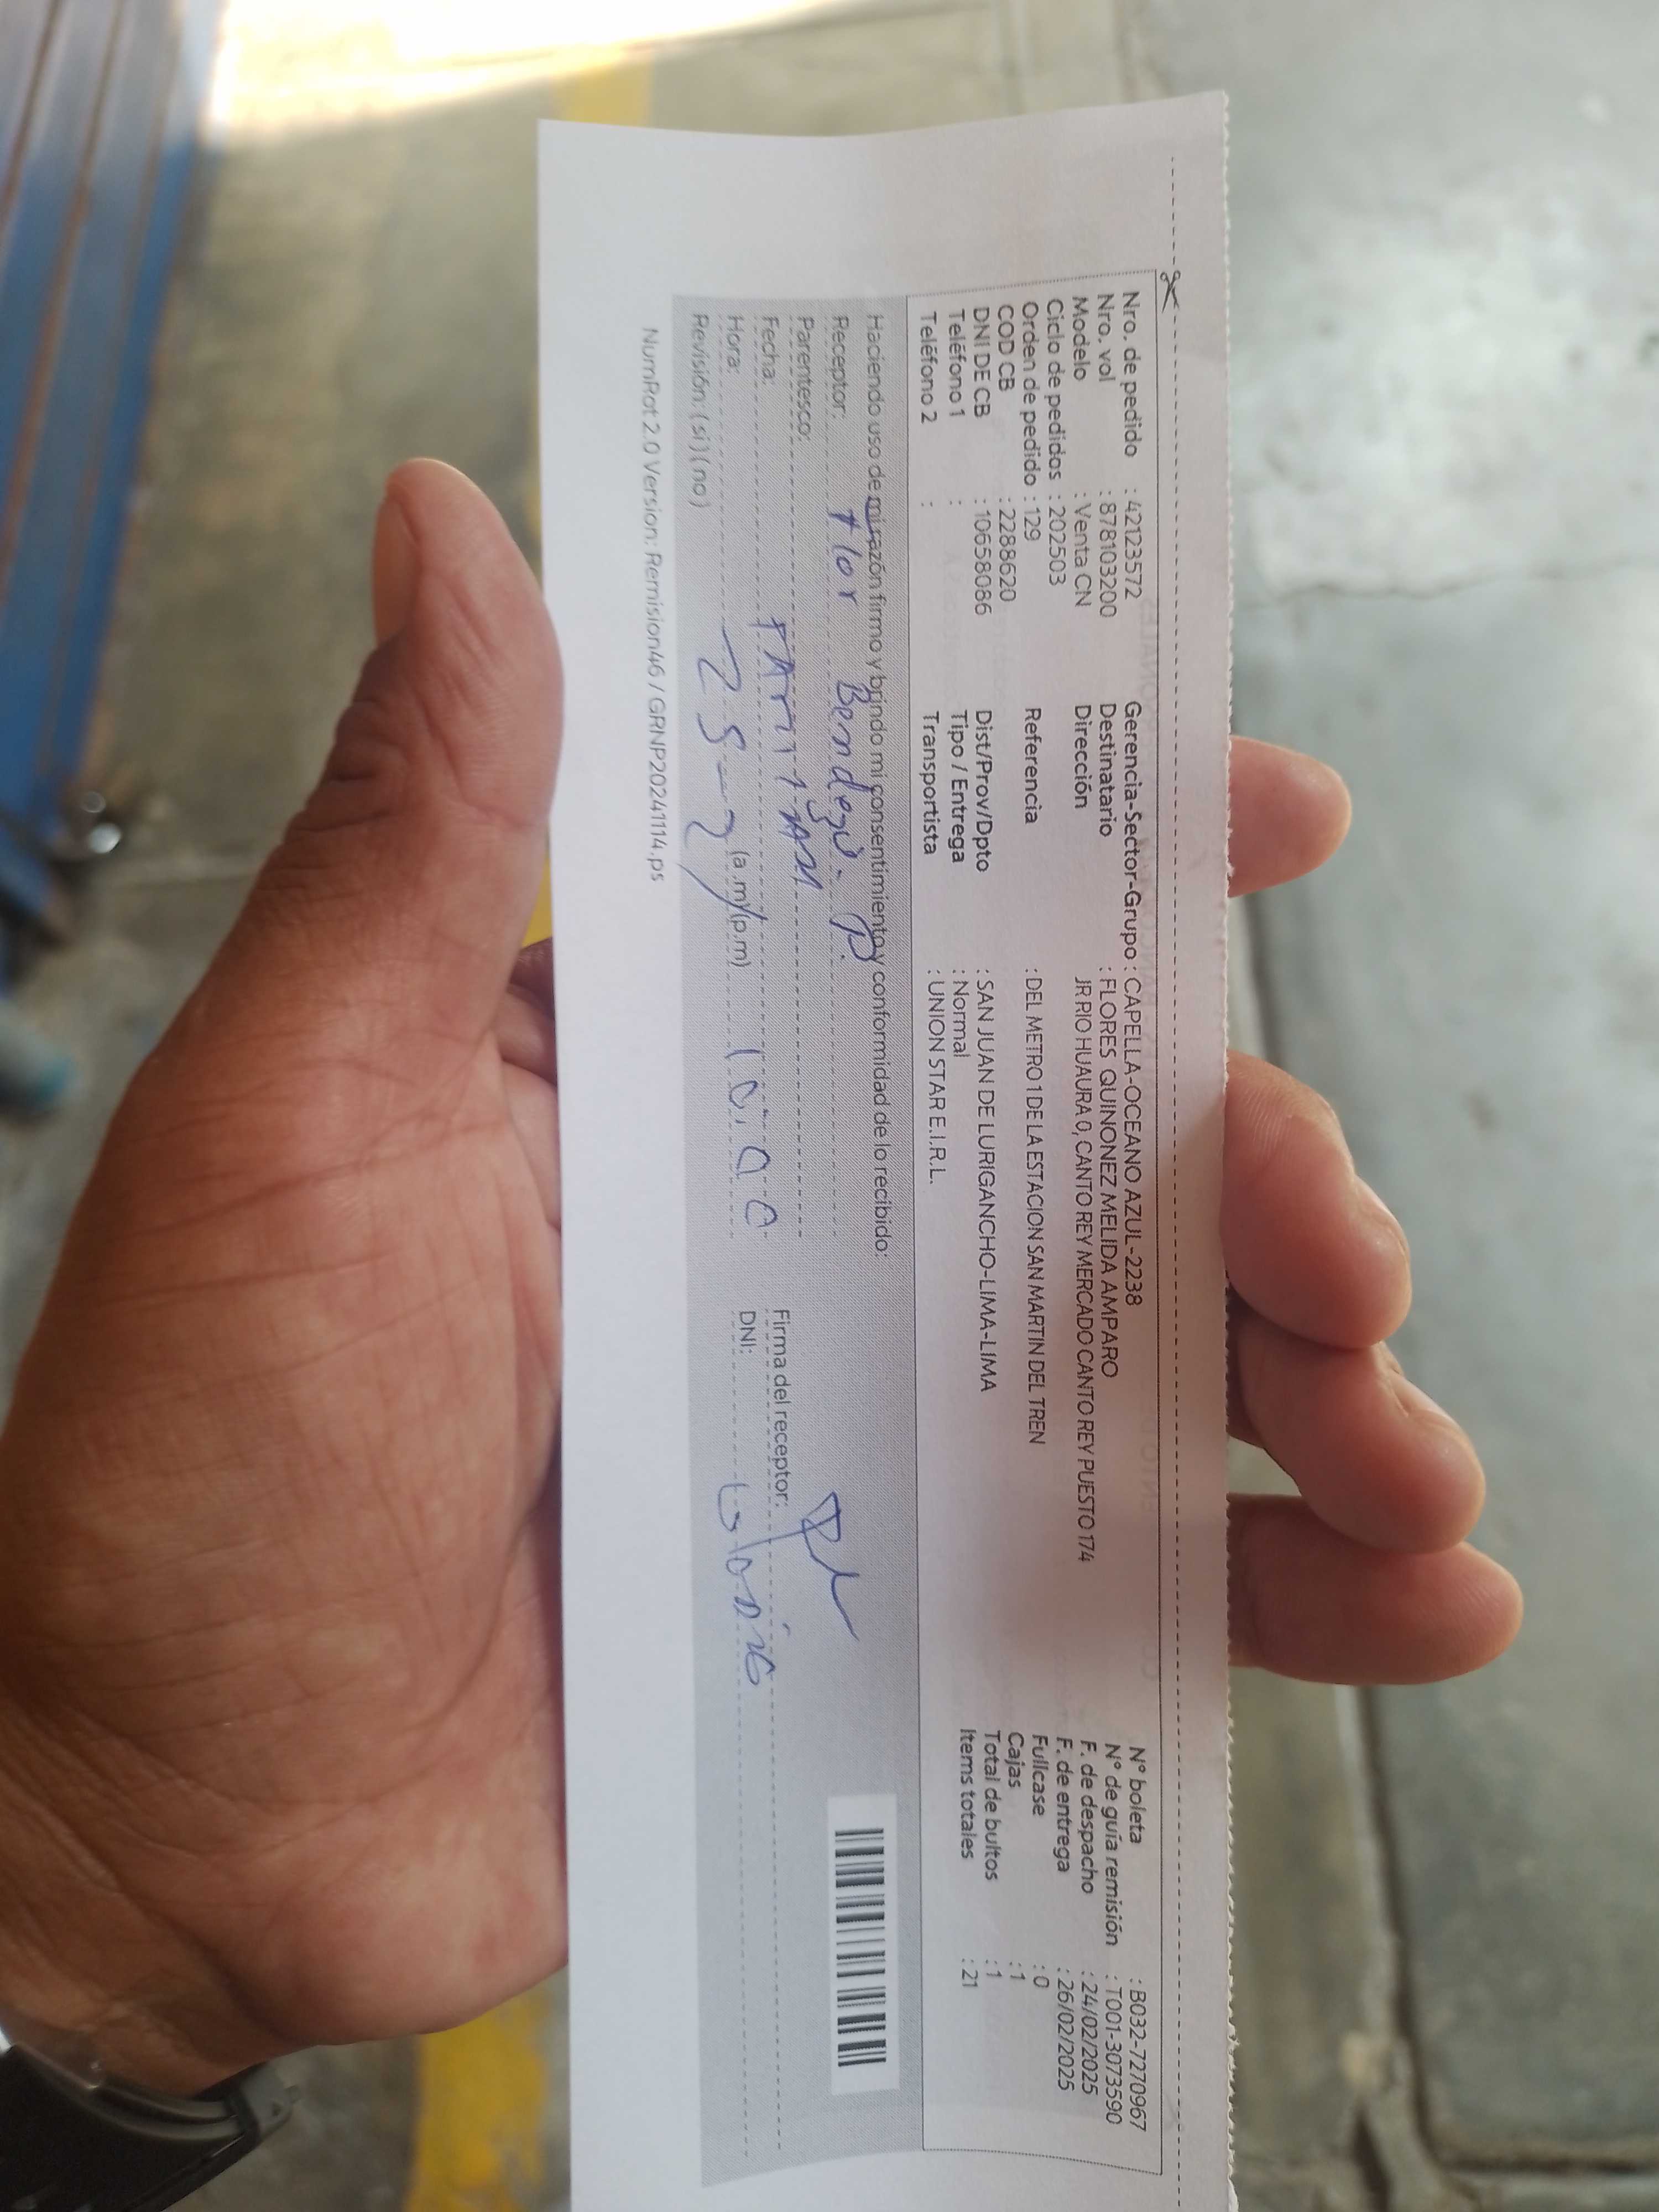 Nro. de pedido : 42123572
Nro. vol : 878103200
Modelo : Venta CN
Ciclo de pedidos : 202503
Orden de pedido : 129
COD CB : 22888620
DNI DE CB : 10658086
Teléfono 1 :
Teléfono 2 :
Gerencia-Sector-Grupo : CAPELLA-OCEANO AZUL-2238
Destinatario : FLORES QUINONEZ MELIDA AMPARO
Dirección JR RIO HUAURA 0, CANTO REY MERCADO CANTO REY PUESTO 174
Referencia : DEL METRO 1 DE LA ESTACION SAN MARTIN DEL TREN
Dist/Prov/Dpto : SAN JUAN DE LURIGANCHO-LIMA-LIMA
Tipo / Entrega : Normal
Transportista : UNION STAR E.I.R.L.
N° boleta : B032-7270967
N° de guía remisión : T001-3073590
F. de despacho : 24/02/2025
F. de entrega : 26/02/2025
Fullcase : 0
Cajas : 1
Total de bultos : 1
Items totales : 21
Haciendo uso de mi razón firmo y brindo mi consentimiento y conformidad de lo recibido:
Receptor: Flor Bendezú P.
Parentesco:
Fecha:
Hora: 25-2 (a.m)/(p.m) 10:00
Revisión: (si) (no)
Firma del receptor:
DNI:
NumRot 2.0 Version: Remision46 / GRNP20241114.ps